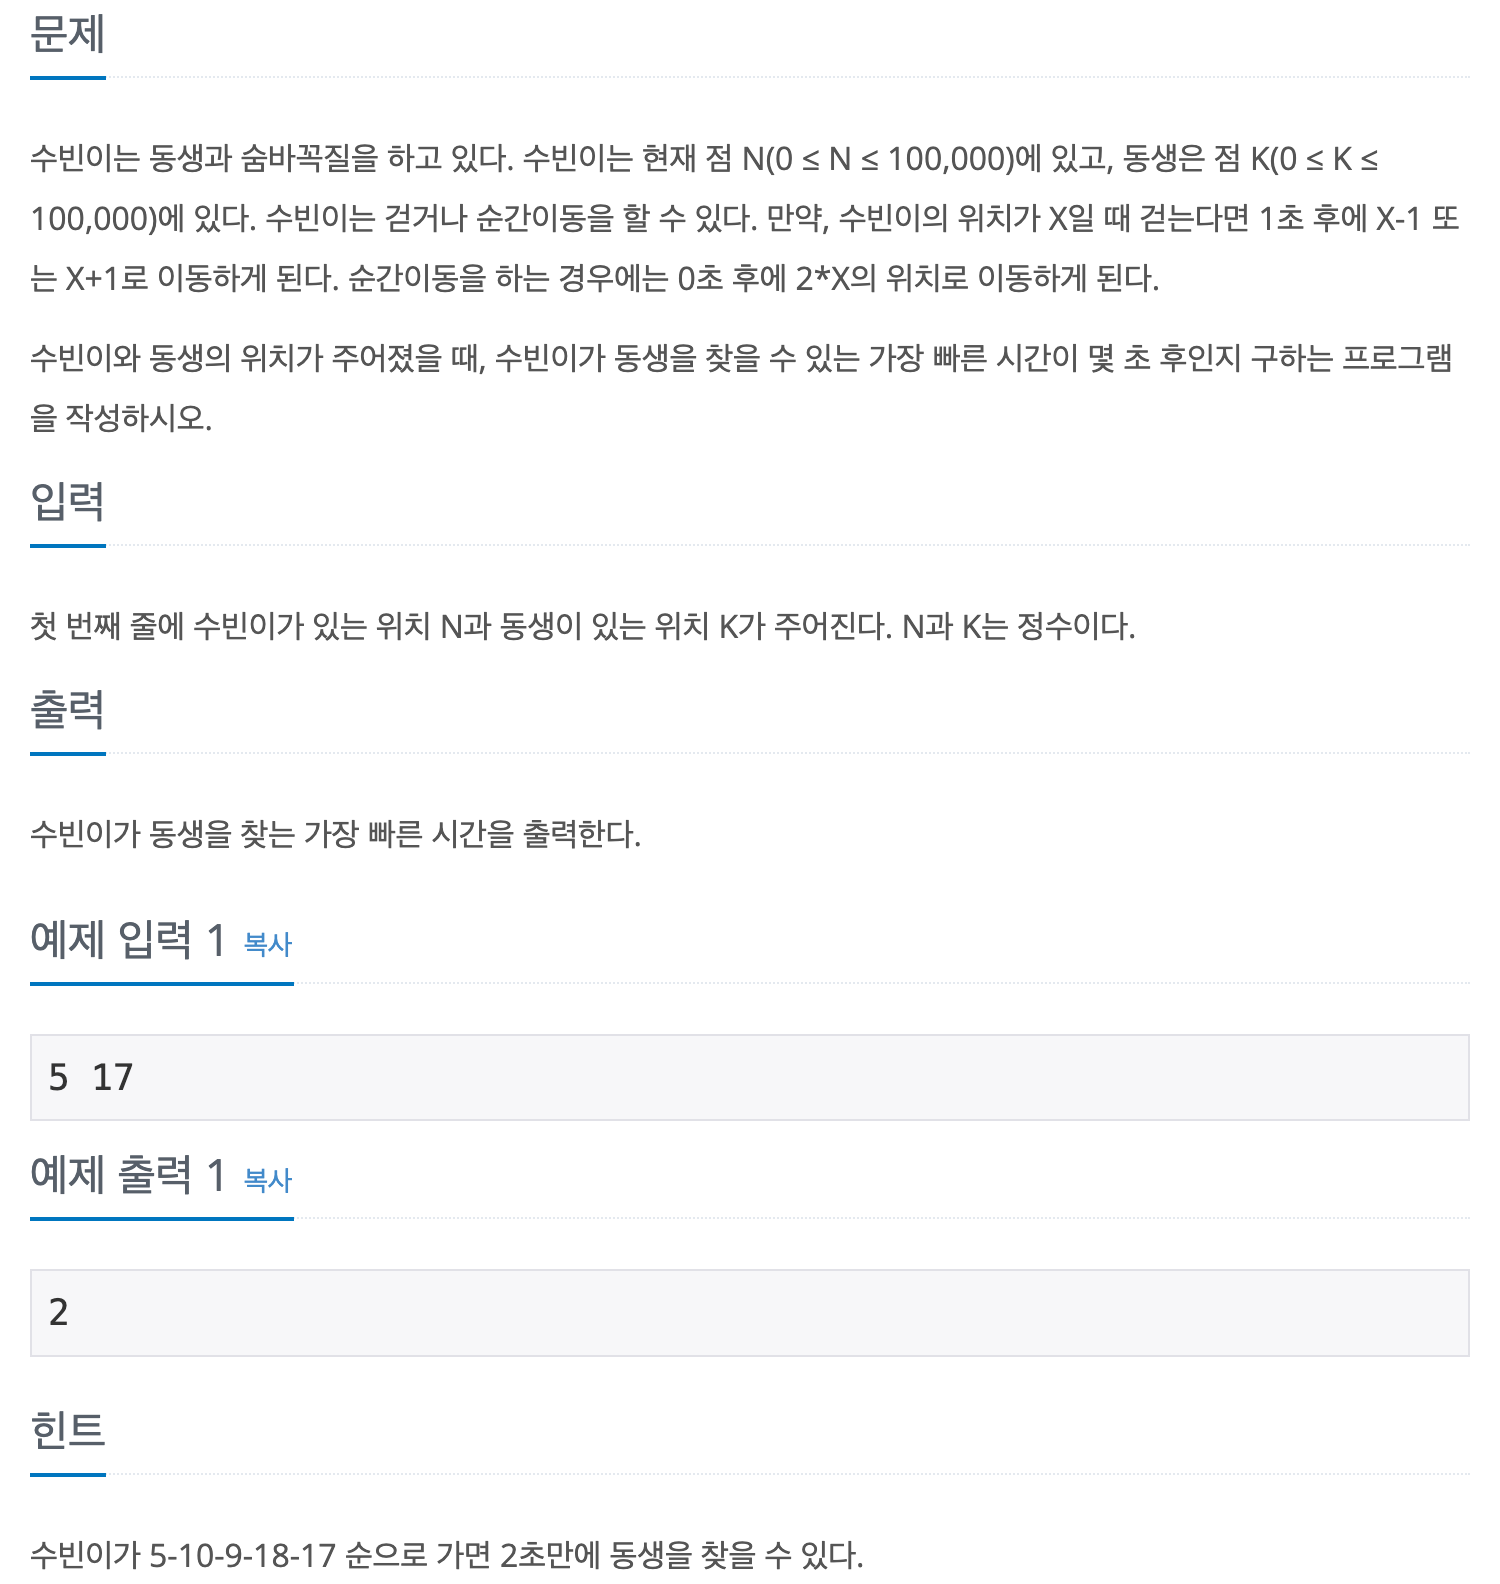 문제
수빈이는 동생과 숨바꼭질을 하고 있다. 수빈이는 현재 점 N(0 ≤ N ≤ 100,000)에 있고, 동생은 점 K(0 ≤ K ≤
100,000)에 있다. 수빈이는 걷거나 순간이동을 할 수 있다. 만약, 수빈이의 위치가 X일 때 걷는다면 1초 후에 X-1 또
는 X+1로 이동하게 된다. 순간이동을 하는 경우에는 0초 후에 2*X의 위치로 이동하게 된다.
수빈이와 동생의 위치가 주어졌을 때, 수빈이가 동생을 찾을 수 있는 가장 빠른 시간이 몇 초 후인지 구하는 프로그램
을 작성하시오.
입력
첫 번째 줄에 수빈이가 있는 위치 N과 동생이 있는 위치 K가 주어진다. N과 K는 정수이다.
출력
수빈이가 동생을 찾는 가장 빠른 시간을 출력한다.
예제 입력 1 복사
5 17
예제 출력 1 복사
2
힌트
수빈이가 5-10-9-18-17 순으로 가면 2초만에 동생을 찾을 수 있다.